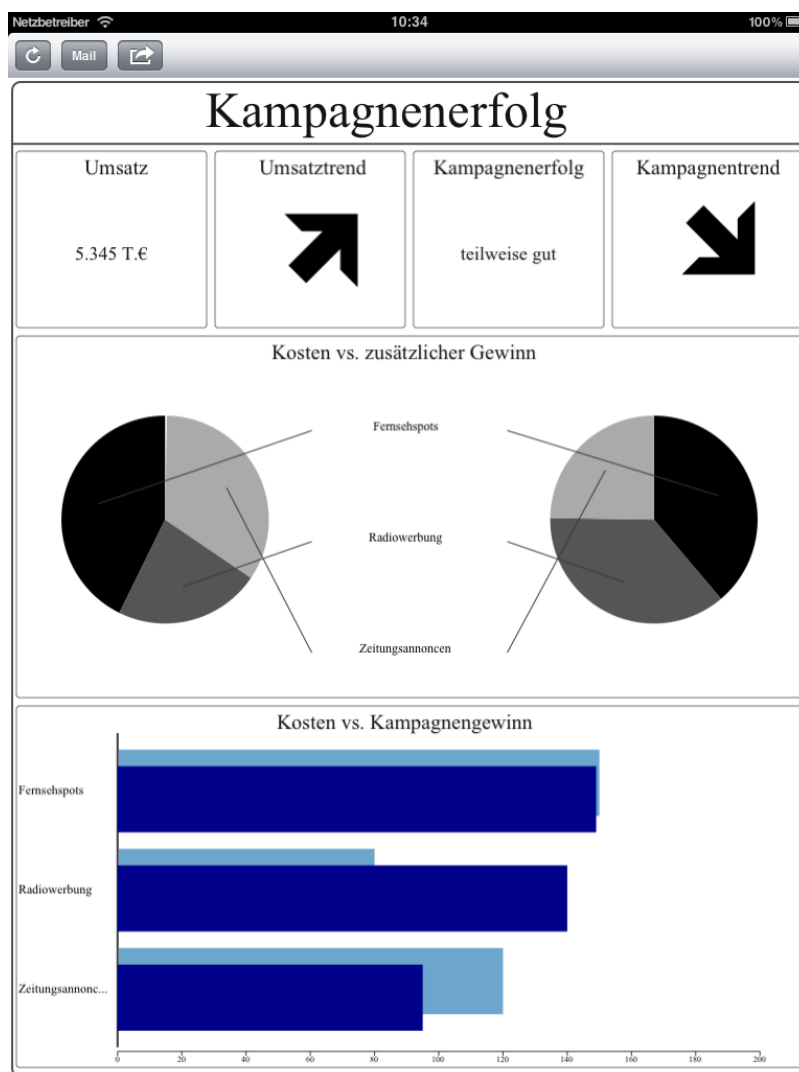 Netzbetreiber 10:34 100%
Mail
Kampagnenerfolg
Umsatz Umsatztrend Kampagnenerfolg Kampagnentrend
5.345 T.€ teilweise gut
Kosten vs. zusätzlicher Gewinn
Fernsehspots
Radiowerbung
Zeitungsannoncen
Kosten vs. Kampagnengewinn
Fernsehspots
Radiowerbung
Zeitungsannonc...
0 20 40 60 80 100 120 140 160 180 200